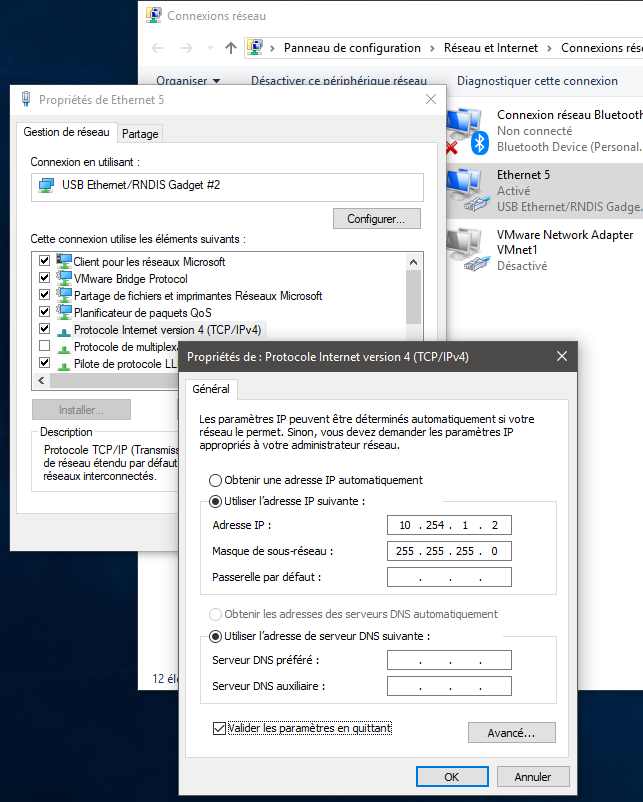 Connexions réseau
Panneau de configuration > Réseau et Internet > Connexions rés
Organiser Désactiver ce périphérique réseau Diagnostiquer cette connexion
Connexion réseau Bluetooth
Non connecté
Bluetooth Device (Personal...
Ethernet 5
Activé
USB Ethernet/RNDIS Gadge...
VMware Network Adapter
VMnet1
Désactivé
12 élé
Propriétés de Ethernet 5
Gestion de réseau Partage
Connexion en utilisant :
USB Ethernet/RNDIS Gadget #2
Configurer...
Cette connexion utilise les éléments suivants :
Client pour les réseaux Microsoft
VMware Bridge Protocol
Partage de fichiers et imprimantes Réseaux Microsoft
Planificateur de paquets QoS
Protocole Internet version 4 (TCP/IPv4)
Protocole de multiplexa
Pilote de protocole LL
Installer...
Description
Protocole TCP/IP (Transmiss
de réseau étendu par défaut
réseaux interconnectés.
Propriétés de : Protocole Internet version 4 (TCP/IPv4)
Général
Les paramètres IP peuvent être déterminés automatiquement si votre
réseau le permet. Sinon, vous devez demander les paramètres IP
appropriés à votre administrateur réseau.
Obtenir une adresse IP automatiquement
Utiliser l'adresse IP suivante :
Adresse IP : 10 . 254 . 1 . 2
Masque de sous-réseau : 255 . 255 . 255 . 0
Passerelle par défaut : . . .
Obtenir les adresses des serveurs DNS automatiquement
Utiliser l'adresse de serveur DNS suivante :
Serveur DNS préféré : . . .
Serveur DNS auxiliaire : . . .
Valider les paramètres en quittant
Avancé...
OK Annuler